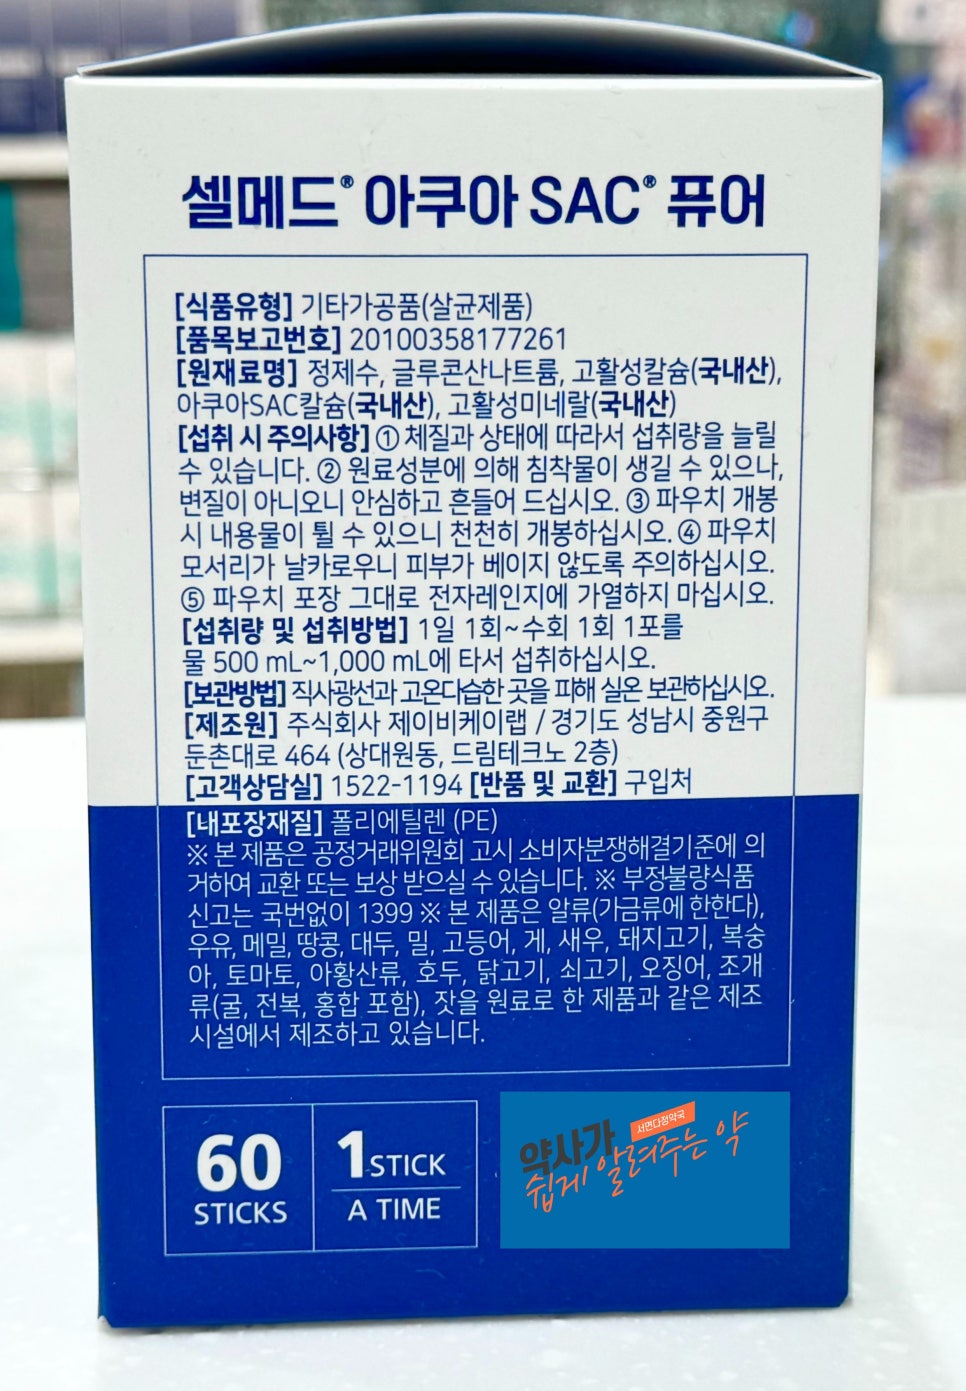 셀메드® 아쿠아 SAC® 퓨어
[식품유형] 기타가공품(살균제품)
[품목보고번호] 20100358177261
[원재료명] 정제수, 글루콘산나트륨, 고활성칼슘(국내산),
아쿠아SAC칼슘(국내산), 고활성미네랄(국내산)
[섭취 시 주의사항] ① 체질과 상태에 따라서 섭취량을 늘릴
수 있습니다. ② 원료성분에 의해 침착물이 생길 수 있으나,
변질이 아니오니 안심하고 흔들어 드십시오. ③ 파우치 개봉
시 내용물이 튈 수 있으니 천천히 개봉하십시오. ④ 파우치
모서리가 날카로우니 피부가 베이지 않도록 주의하십시오.
⑤ 파우치 포장 그대로 전자레인지에 가열하지 마십시오.
[섭취량 및 섭취방법] 1일 1회~수회 1회 1포를
물 500 mL~1,000 mL에 타서 섭취하십시오.
[보관방법] 직사광선과 고온다습한 곳을 피해 실온 보관하십시오.
[제조원] 주식회사 제이비케이랩 / 경기도 성남시 중원구
둔촌대로 464 (상대원동, 드림테크노 2층)
[고객상담실] 1522-1194 [반품 및 교환] 구입처
[내포장재질] 폴리에틸렌 (PE)
※ 본 제품은 공정거래위원회 고시 소비자분쟁해결기준에 의
거하여 교환 또는 보상 받으실 수 있습니다. ※ 부정불량식품
신고는 국번없이 1399 ※ 본 제품은 알류(가금류에 한한다),
우유, 메밀, 땅콩, 대두, 밀, 고등어, 게, 새우, 돼지고기, 복숭
아, 토마토, 아황산류, 호두, 닭고기, 쇠고기, 오징어, 조개
류(굴, 전복, 홍합 포함), 잣을 원료로 한 제품과 같은 제조
시설에서 제조하고 있습니다.
60
STICKS
1 STICK
A TIME
서면다정약국
약사가
쉽게 알려주는 약